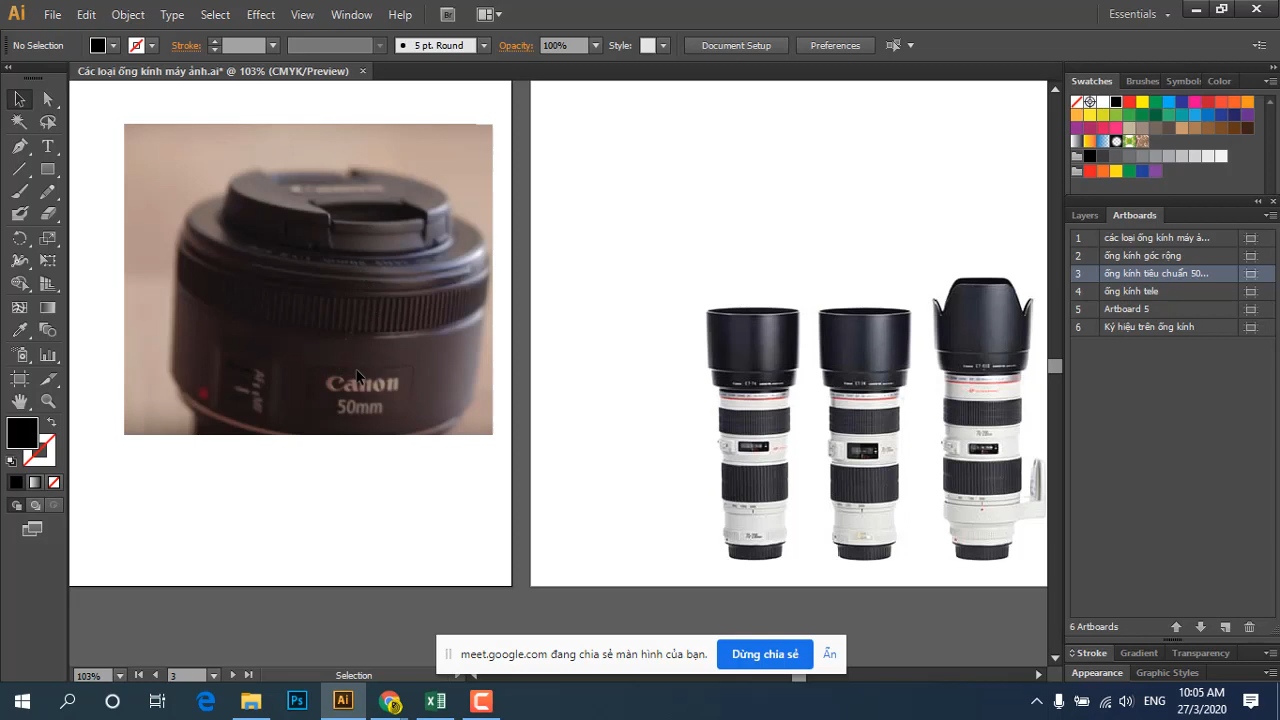 Ai File Edit Object Type Select Effect View Window Help Br Essentials
No Selection Stroke: 5 pt. Round Opacity: 100% Style: Document Setup Preferences
Các loại ống kính máy ảnh.ai* @ 103% (CMYK/Preview)
Swatches Brushes Symbols Color
Layers Artboards
1 các loại ống kính máy ả...
2 ống kính góc rộng
3 ống kính tiêu chuẩn 50...
4 ống kính tele
5 Artboard 5
6 Ký hiệu trên ống kính
Canon
Canon
50mm
6 Artboards
Stroke Gradient Transparency
Appearance Graphic Styles
meet.google.com đang chia sẻ màn hình của bạn. Dừng chia sẻ Ẩn
103% 3 Selection
Ps Ai ENG 10:05 AM
27/3/2020